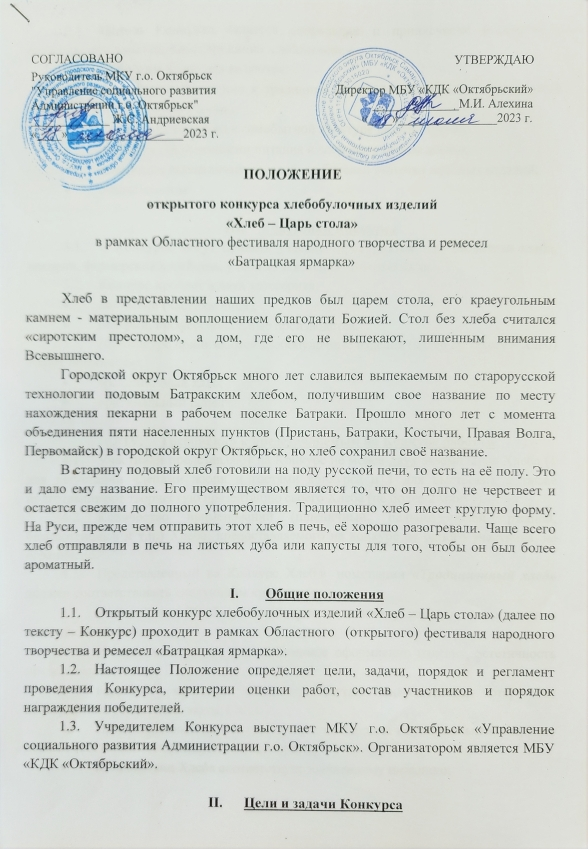 СОГЛАСОВАНО
Руководитель МКУ г.о. Октябрьск
"Управление социального развития
Администрации г.о. Октябрьск"
Ж.С. Андриевская
2023 г.
УТВЕРЖДАЮ
Директор МБУ «КДК «Октябрьский»
М.И. Алехина
2023 г.
ПОЛОЖЕНИЕ
открытого конкурса хлебобулочных изделий
«Хлеб – Царь стола»
в рамках Областного фестиваля народного творчества и ремесел
«Батрацкая ярмарка»
Хлеб в представлении наших предков был царем стола, его краеугольным
камнем - материальным воплощением благодати Божией. Стол без хлеба считался
«сиротским престолом», а дом, где его не выпекают, лишенным внимания
Всевышнего.
Городской округ Октябрьск много лет славился выпекаемым по старорусской
технологии подовым Батракским хлебом, получившим свое название по месту
нахождения пекарни в рабочем поселке Батраки. Прошло много лет с момента
объединения пяти населенных пунктов (Пристань, Батраки, Костычи, Правая Волга,
Первомайск) в городской округ Октябрьск, но хлеб сохранил своё название.
В старину подовый хлеб готовили на поду русской печи, то есть на её полу. Это
и дало ему название. Его преимуществом является то, что он долго не черствеет и
остается свежим до полного употребления. Традиционно хлеб имеет круглую форму.
На Руси, прежде чем отправить этот хлеб в печь, её хорошо разогревали. Чаще всего
хлеб отправляли в печь на листьях дуба или капусты для того, чтобы он был более
ароматный.
I. Общие положения
1.1. Открытый конкурс хлебобулочных изделий «Хлеб – Царь стола» (далее по
тексту – Конкурс) проходит в рамках Областного (открытого) фестиваля народного
творчества и ремесел «Батрацкая ярмарка».
1.2. Настоящее Положение определяет цели, задачи, порядок и регламент
проведения Конкурса, критерии оценки работ, состав участников и порядок
награждения победителей.
1.3. Учредителем Конкурса выступает МКУ г.о. Октябрьск «Управление
социального развития Администрации г.о. Октябрьск». Организатором является МБУ
«КДК «Октябрьский».
II. Цели и задачи Конкурса